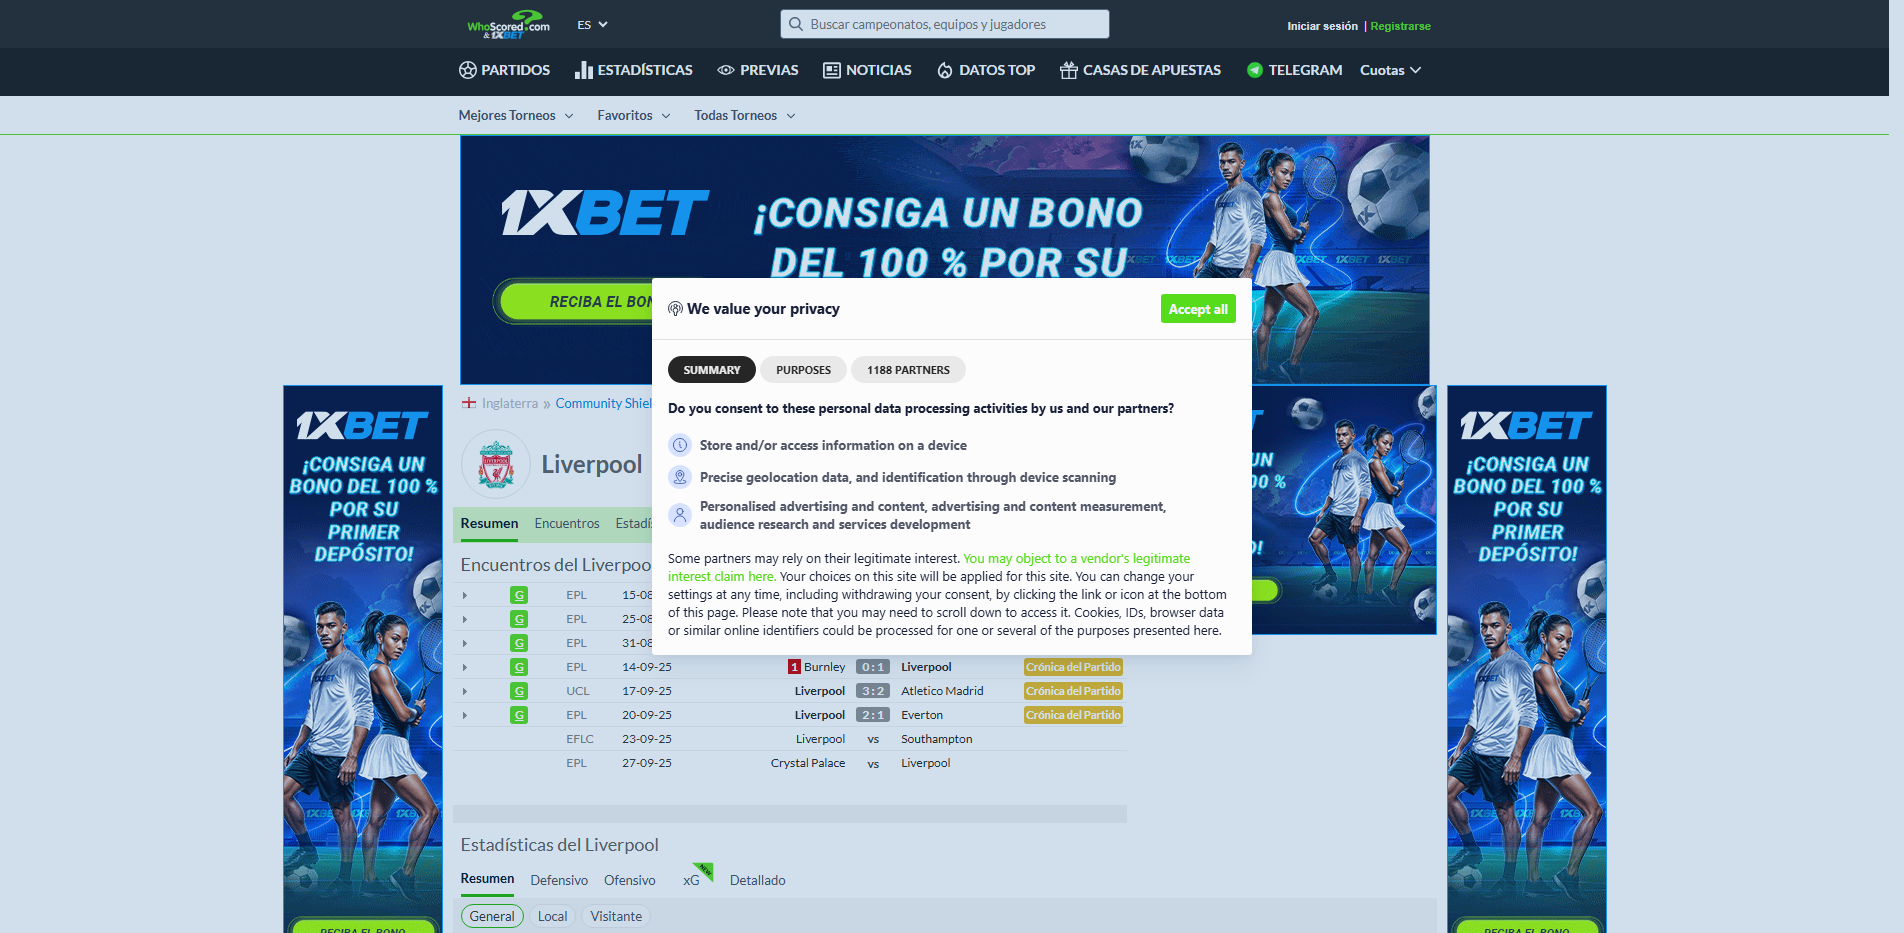 WhoScored.com
& 1XBET
ES
Buscar campeonatos, equipos y jugadores
Iniciar sesión | Registrarse
PARTIDOS ESTADÍSTICAS PREVIAS NOTICIAS DATOS TOP CASAS DE APUESTAS TELEGRAM Cuotas
Mejores Torneos Favoritos Todas Torneos
1XBET
¡CONSIGA UN BONO
DEL 100 % POR SU
RECIBA EL BON
We value your privacy
Accept all
SUMMARY PURPOSES 1188 PARTNERS
Do you consent to these personal data processing activities by us and our partners?
Store and/or access information on a device
Precise geolocation data, and identification through device scanning
Personalised advertising and content, advertising and content measurement,
audience research and services development
Some partners may rely on their legitimate interest. You may object to a vendor's legitimate
interest claim here. Your choices on this site will be applied for this site. You can change your
settings at any time, including withdrawing your consent, by clicking the link or icon at the bottom
of this page. Please note that you may need to scroll down to access it. Cookies, IDs, browser data
or similar online identifiers could be processed for one or several of the purposes presented here.
Inglaterra » Community Shiel
Liverpool
Resumen Encuentros Estadís
Encuentros del Liverpoo
G EPL 15-08
G EPL 25-08
G EPL 31-08
G EPL 14-09-25 1 Burnley 0 : 1 Liverpool Crónica del Partido
G UCL 17-09-25 Liverpool 3 : 2 Atletico Madrid Crónica del Partido
G EPL 20-09-25 Liverpool 2 : 1 Everton Crónica del Partido
EFLC 23-09-25 Liverpool vs Southampton
EPL 27-09-25 Crystal Palace vs Liverpool
Estadísticas del Liverpool
Resumen Defensivo Ofensivo xG NEW Detallado
General Local Visitante
1XBET
¡CONSIGA UN
BONO DEL 100 %
POR SU
PRIMER
DEPÓSITO!
RECIBA EL BONO
UN
00 %
O!
1XBET
¡CONSIGA UN
BONO DEL 100 %
POR SU
PRIMER
DEPÓSITO!
RECIBA EL BONO